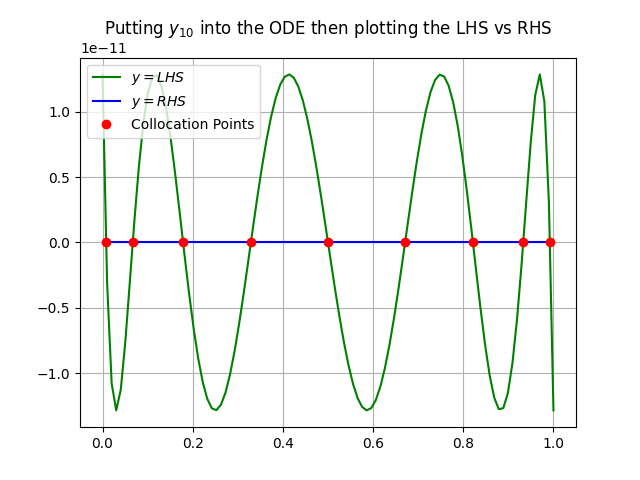 Putting y₁₀ into the ODE then plotting the LHS vs RHS
1e−11
y = LHS
y = RHS
Collocation Points
1.0
0.5
0.0
−0.5
−1.0
0.0 0.2 0.4 0.6 0.8 1.0